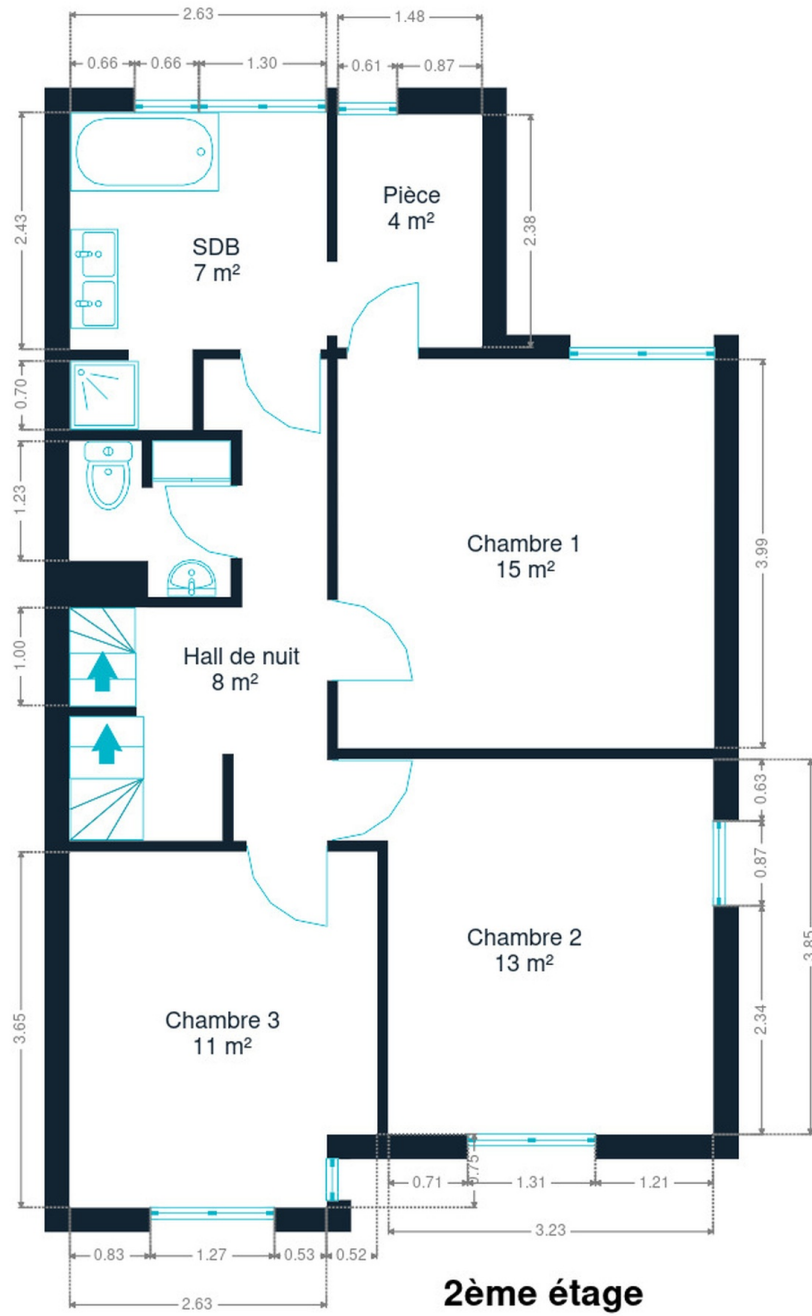 2.63
1.48
0.66
0.66
1.30
0.61
0.87
2.43
2.38
Pièce
4 m²
SDB
7 m²
0.70
1.23
3.99
Chambre 1
15 m²
1.00
Hall de nuit
8 m²
0.63
0.87
3.85
2.34
Chambre 2
13 m²
3.65
Chambre 3
11 m²
0.75
0.71
1.31
1.21
3.23
0.83
1.27
0.53
0.52
2.63
2ème étage